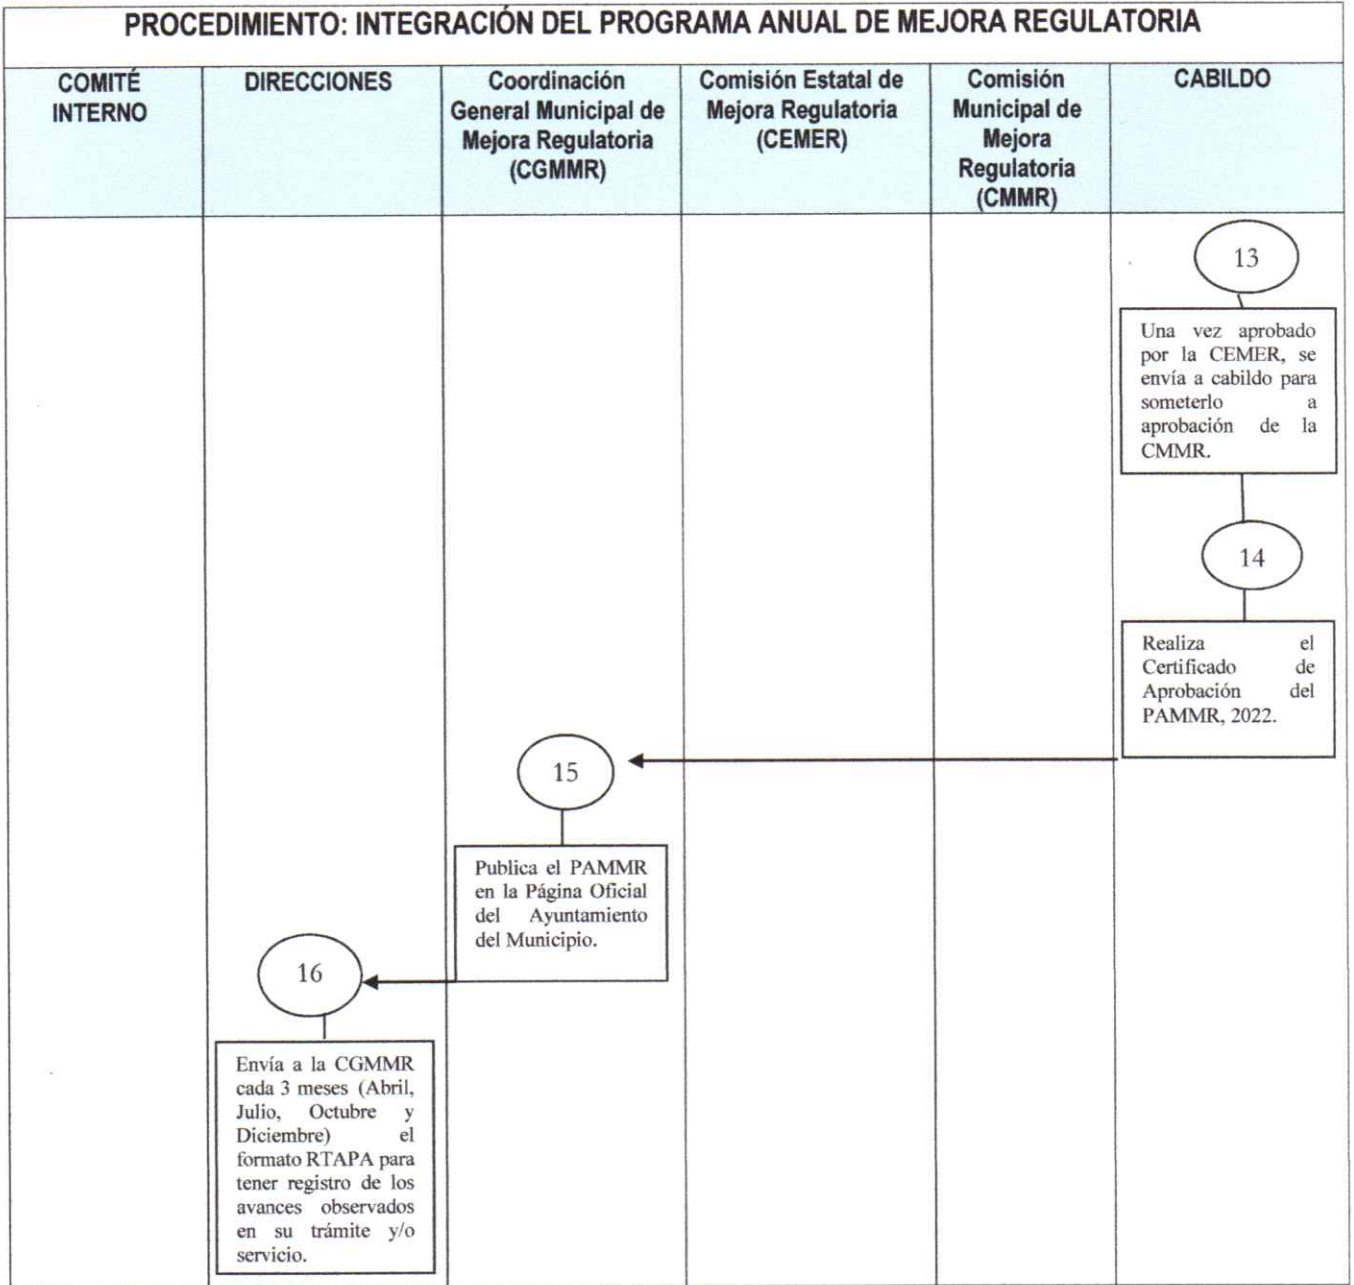 PROCEDIMIENTO: INTEGRACIÓN DEL PROGRAMA ANUAL DE MEJORA REGULATORIA
COMITÉ
INTERNO
DIRECCIONES
Coordinación
General Municipal de
Mejora Regulatoria
(CGMMR)
Comisión Estatal de
Mejora Regulatoria
(CEMER)
Comisión
Municipal de
Mejora
Regulatoria
(CMMR)
CABILDO
13
Una vez aprobado
por la CEMER, se
envía a cabildo para
someterlo a
aprobación de la
CMMR.
14
Realiza el
Certificado de
Aprobación del
PAMMR, 2022.
15
Publica el PAMMR
en la Página Oficial
del Ayuntamiento
del Municipio.
16
Envía a la CGMMR
cada 3 meses (Abril,
Julio, Octubre y
Diciembre) el
formato RTAPA para
tener registro de los
avances observados
en su trámite y/o
servicio.